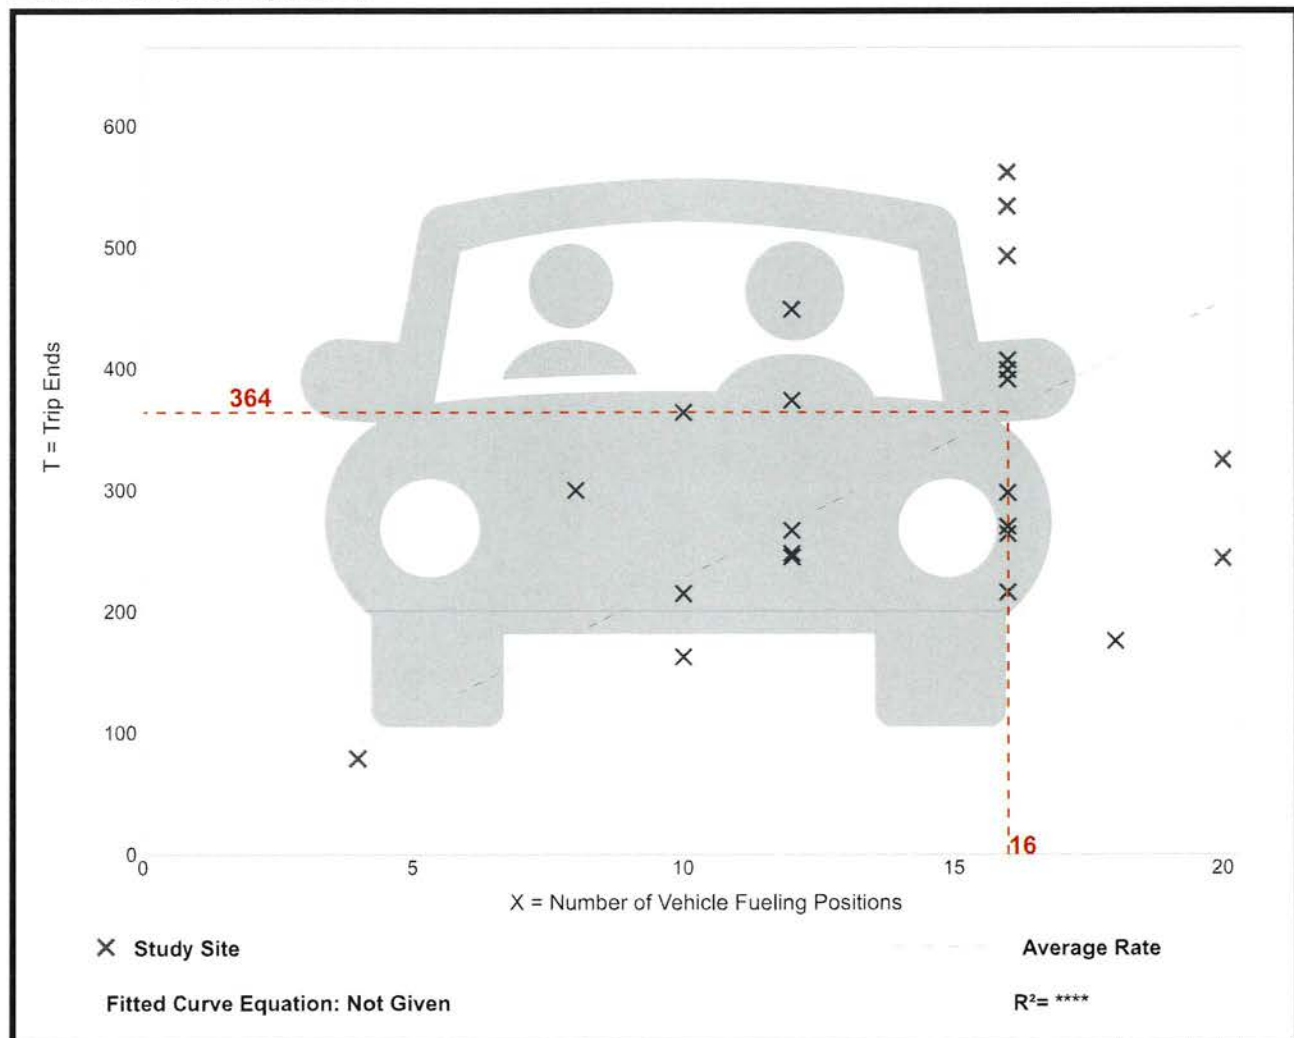 600
500
400
364
300
200
100
0
0 5 10 15 20
16
T = Trip Ends
X = Number of Vehicle Fueling Positions
Study Site
Average Rate
Fitted Curve Equation: Not Given
R²= ****